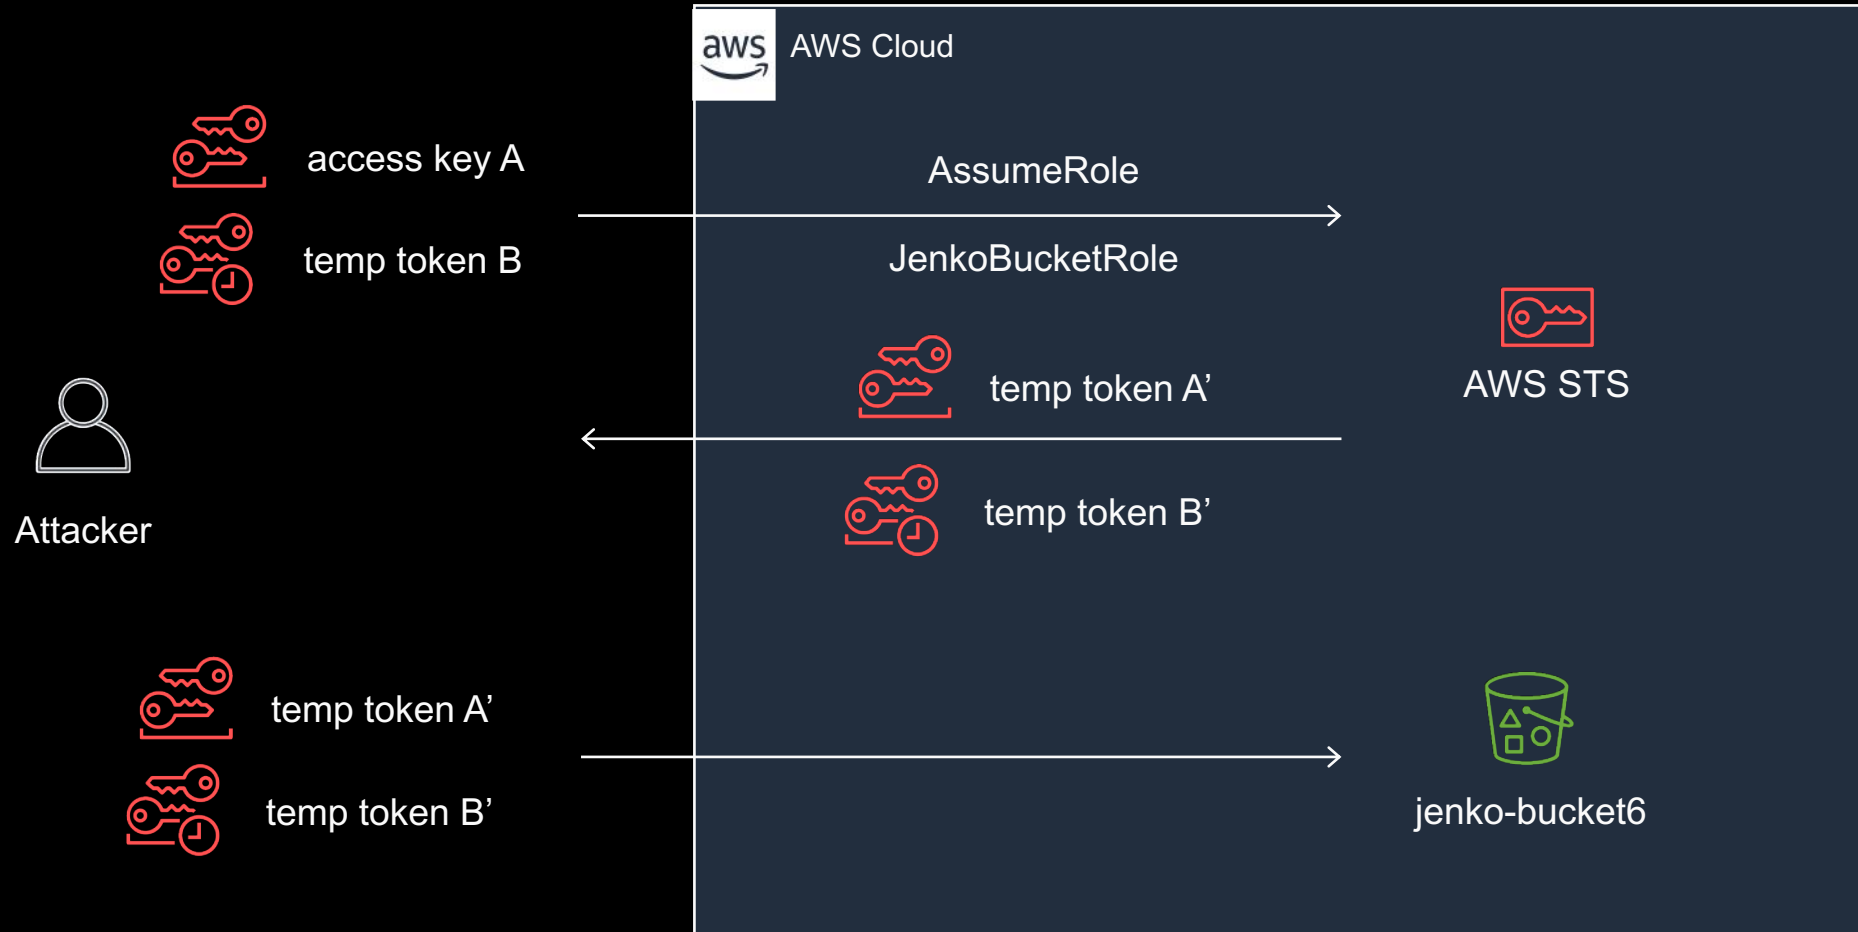 aws
AWS Cloud
access key A
AssumeRole
temp token B
JenkoBucketRole
temp token A’
AWS STS
temp token B’
Attacker
temp token A’
temp token B’
jenko-bucket6